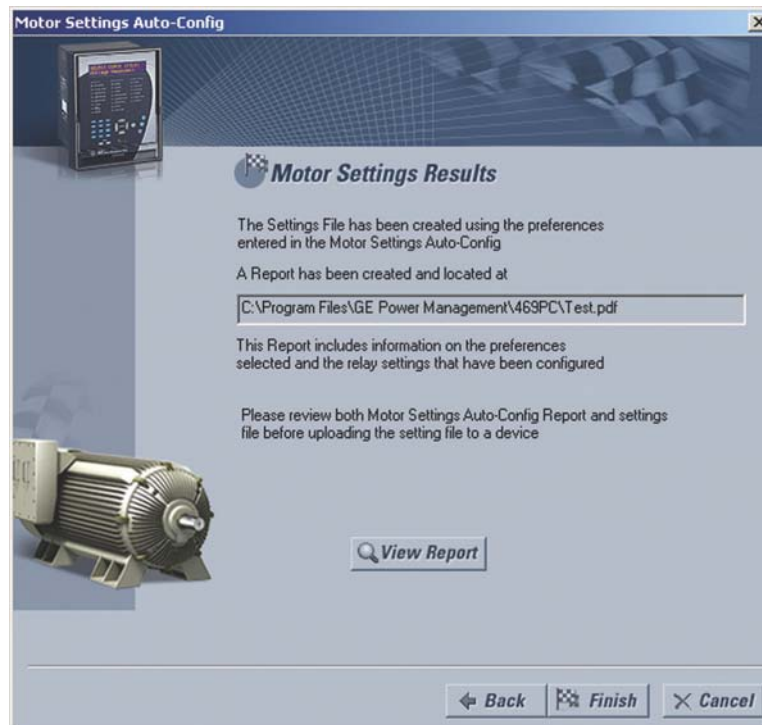 Motor Settings Auto-Config
Motor Settings Results
The Settings File has been created using the preferences
entered in the Motor Settings Auto-Config
A Report has been created and located at
C:\Program Files\GE Power Management\469PC\Test.pdf
This Report includes information on the preferences
selected and the relay settings that have been configured
Please review both Motor Settings Auto-Config Report and settings
file before uploading the setting file to a device
View Report
Back
Finish
Cancel